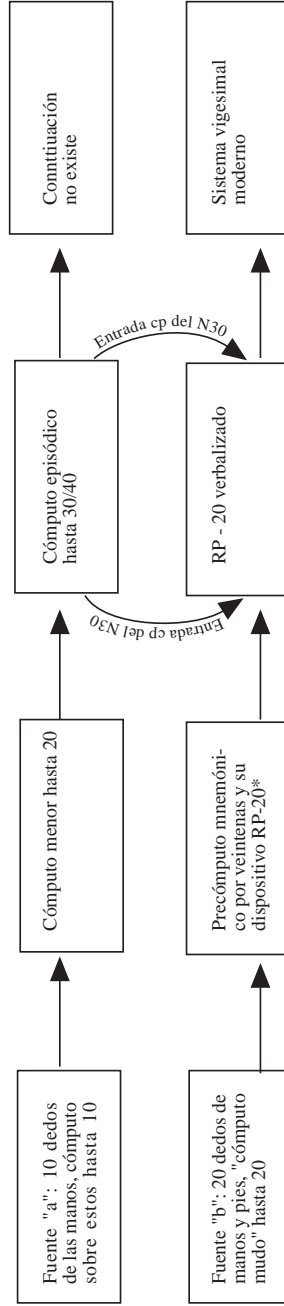 Fuente "a": 10 dedos
de las manos, cómputo
sobre estos hasta 10
Cómputo menor hasta 20
Cómputo episódico
hasta 30/40
Conntituación
no existe
Entrada cp del N30
Entrada cp del N30
Fuente "b": 20 dedos de
manos y pies, "cómputo
mudo" hasta 20
Precómputo mnemóni-
co por veintenas y su
dispositivo RP-20*
RP - 20 verbalizado
Sistema vigesimal
moderno